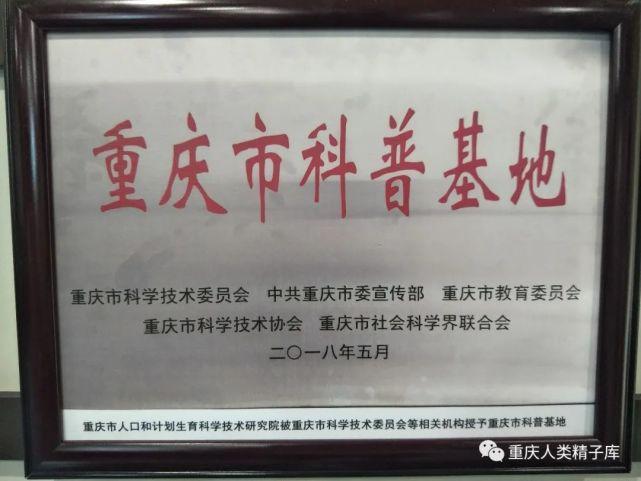 重庆市科普基地
重庆市科学技术委员会 中共重庆市委宣传部 重庆市教育委员会
重庆市科学技术协会 重庆市社会科学界联合会
二〇一八年五月
重庆市人口和计划生育科学技术研究院被重庆市科学技术委员会等相关机构授予重庆市科普基地
重庆人类精子库